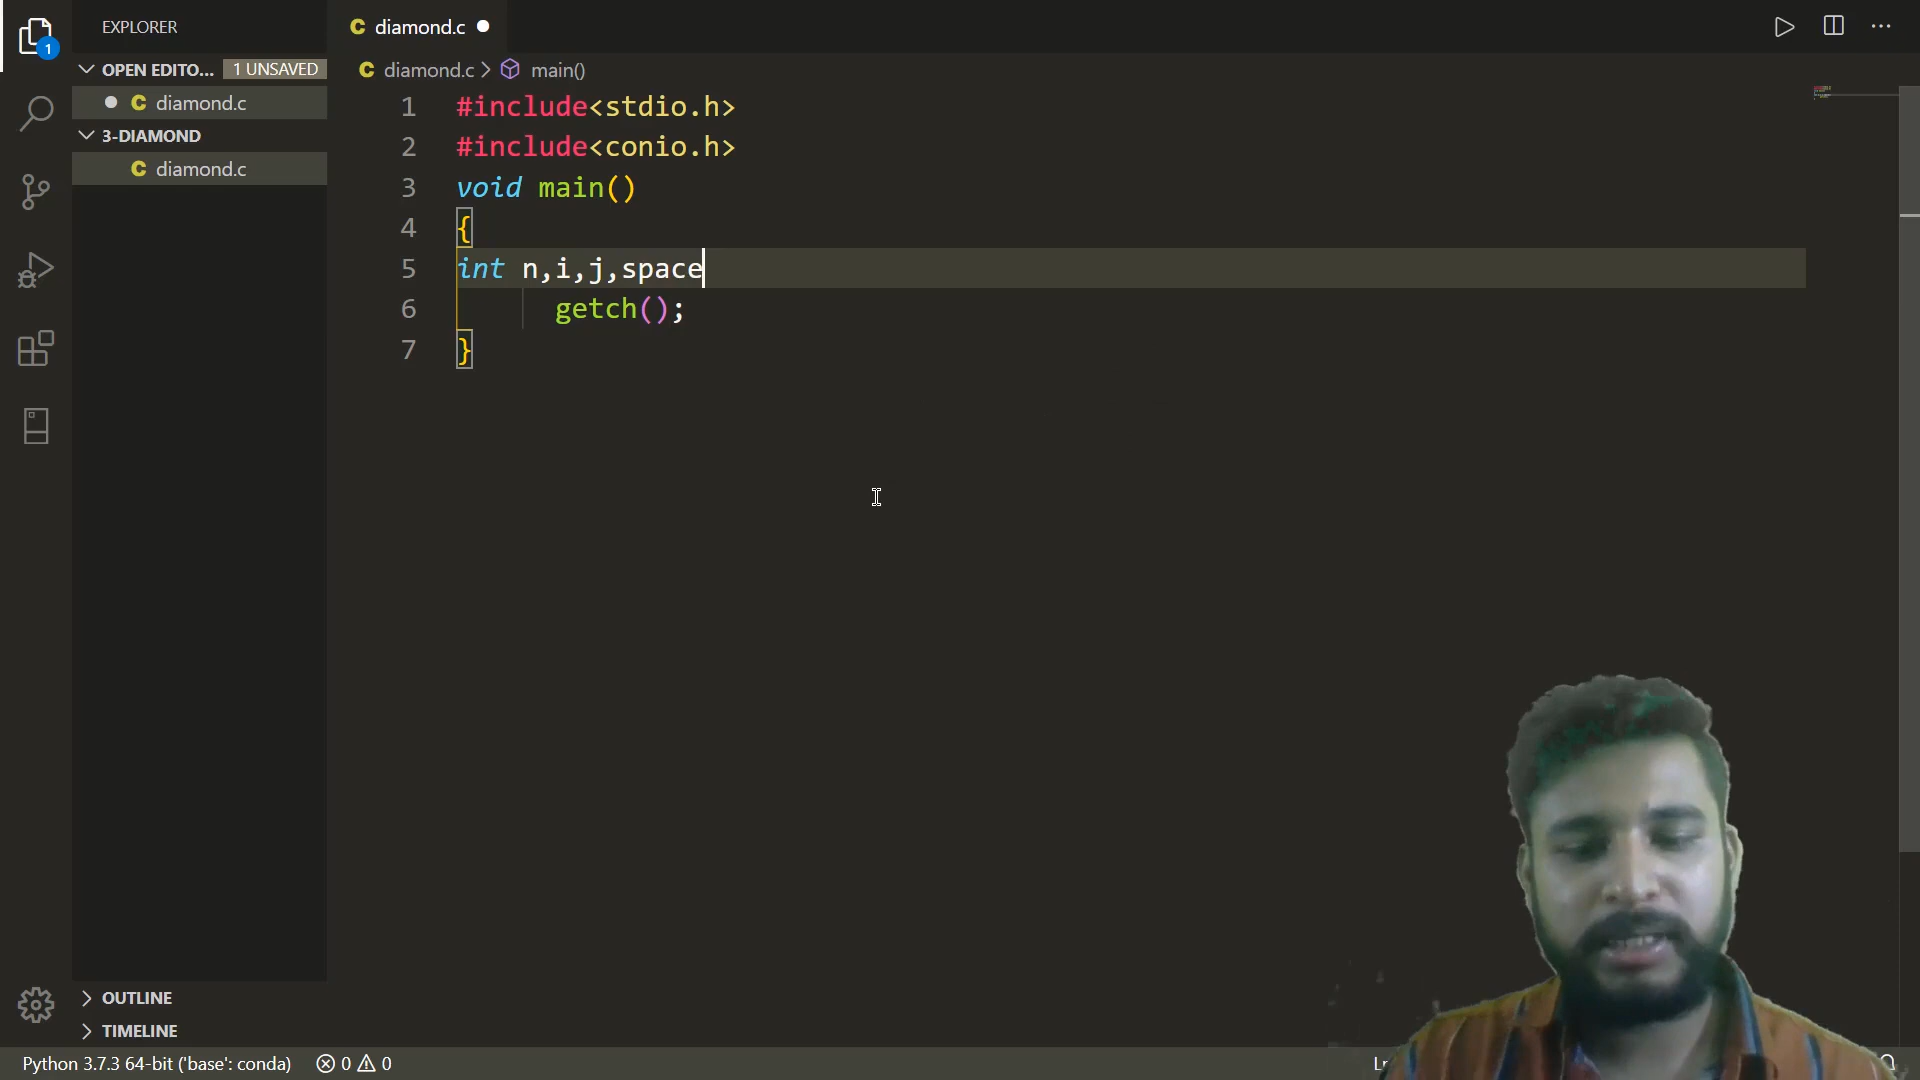 EXPLORER
diamond.c
1
OPEN EDITO... 1 UNSAVED
diamond.c > main()
C diamond.c
3-DIAMOND
C diamond.c
1 #include<stdio.h>
2 #include<conio.h>
3 void main()
4 {
5 int n,i,j,space
6 getch();
7 }
OUTLINE
TIMELINE
Python 3.7.3 64-bit ('base': conda) 0 0